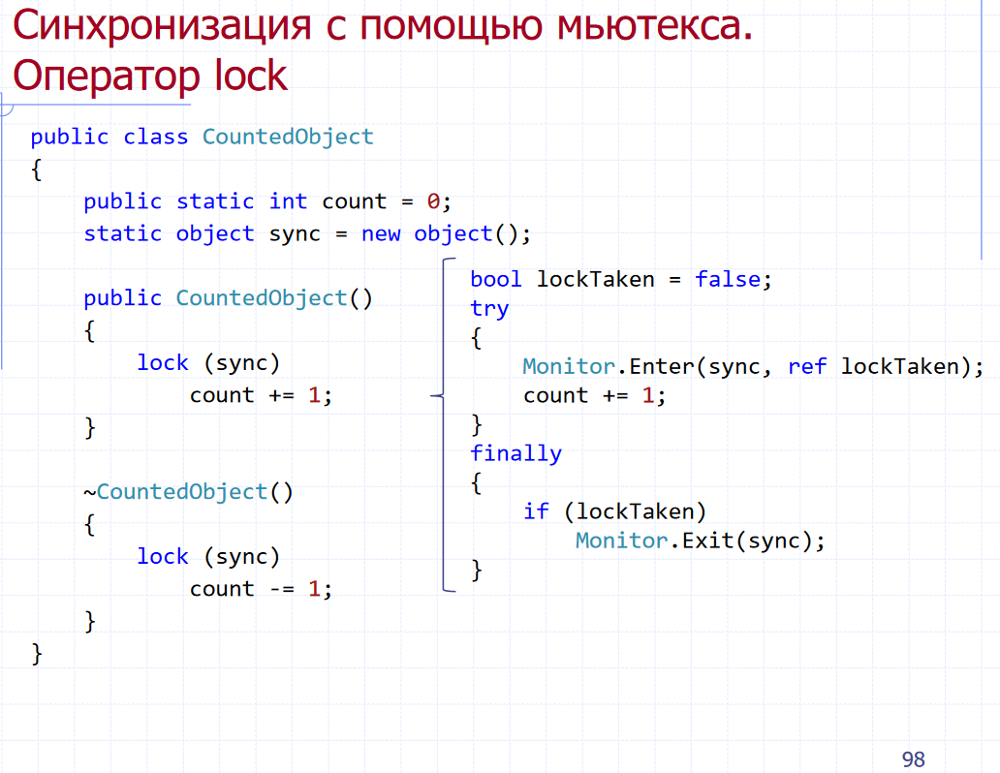 Синхронизация с помощью мьютекса.
Оператор lock
public class CountedObject
{
public static int count = 0;
static object sync = new object();
public CountedObject()
{
lock (sync)
count += 1;
}
~CountedObject()
{
lock (sync)
count -= 1;
}
}
bool lockTaken = false;
try
{
Monitor.Enter(sync, ref lockTaken);
count += 1;
}
finally
{
if (lockTaken)
Monitor.Exit(sync);
}
98